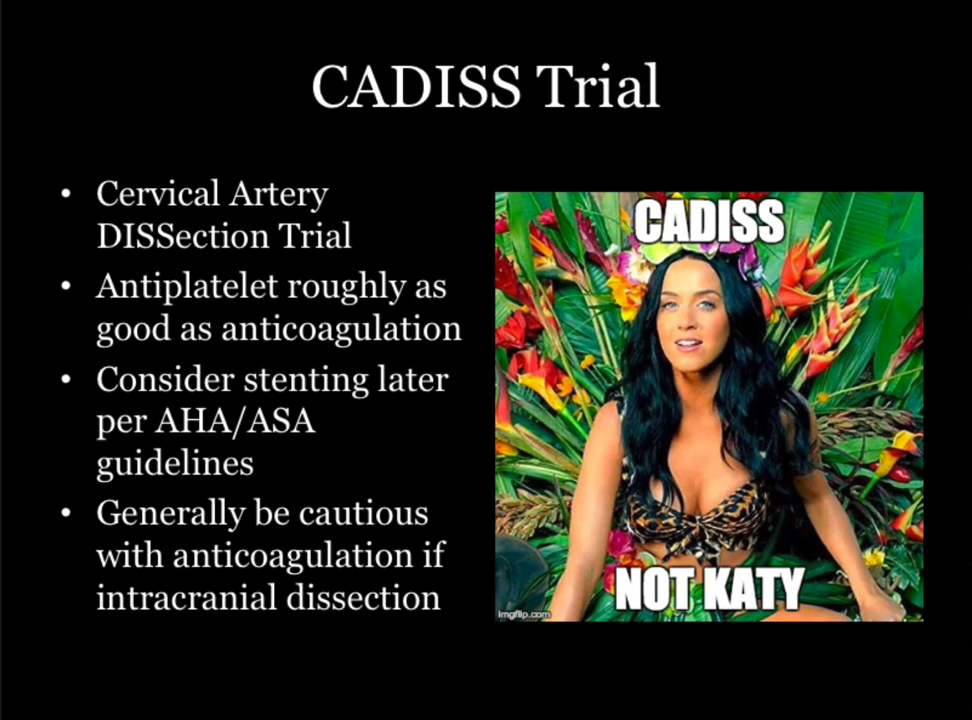 CADISS Trial
• Cervical Artery
DISSection Trial
• Antiplatelet roughly as
good as anticoagulation
• Consider stenting later
per AHA/ASA
guidelines
• Generally be cautious
with anticoagulation if
intracranial dissection
CADISS
NOT KATY
imgflip.com